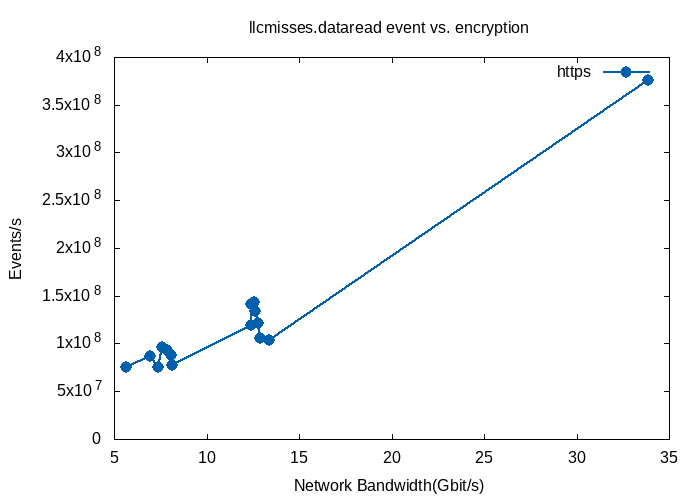 llcmisses.dataread event vs. encryption
4x10^8
3.5x10^8
3x10^8
2.5x10^8
2x10^8
1.5x10^8
1x10^8
5x10^7
0
Events/s
https
5 10 15 20 25 30 35
Network Bandwidth(Gbit/s)